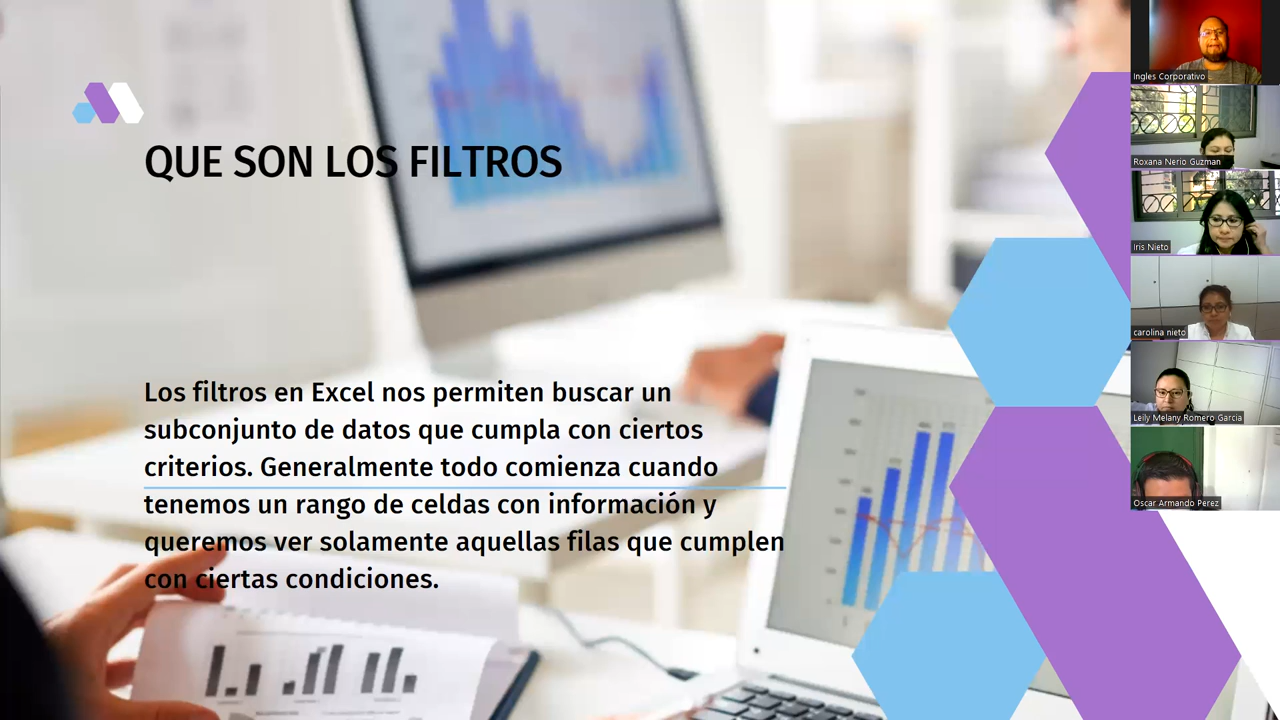 QUE SON LOS FILTROS
Los filtros en Excel nos permiten buscar un
subconjunto de datos que cumpla con ciertos
criterios. Generalmente todo comienza cuando
tenemos un rango de celdas con información y
queremos ver solamente aquellas filas que cumplen
con ciertas condiciones.
Ingles Corporativo
Roxana Nerio Guzman
Iris Nieto
carolina nieto
Leily Melany Romero Garcia
Oscar Armando Perez